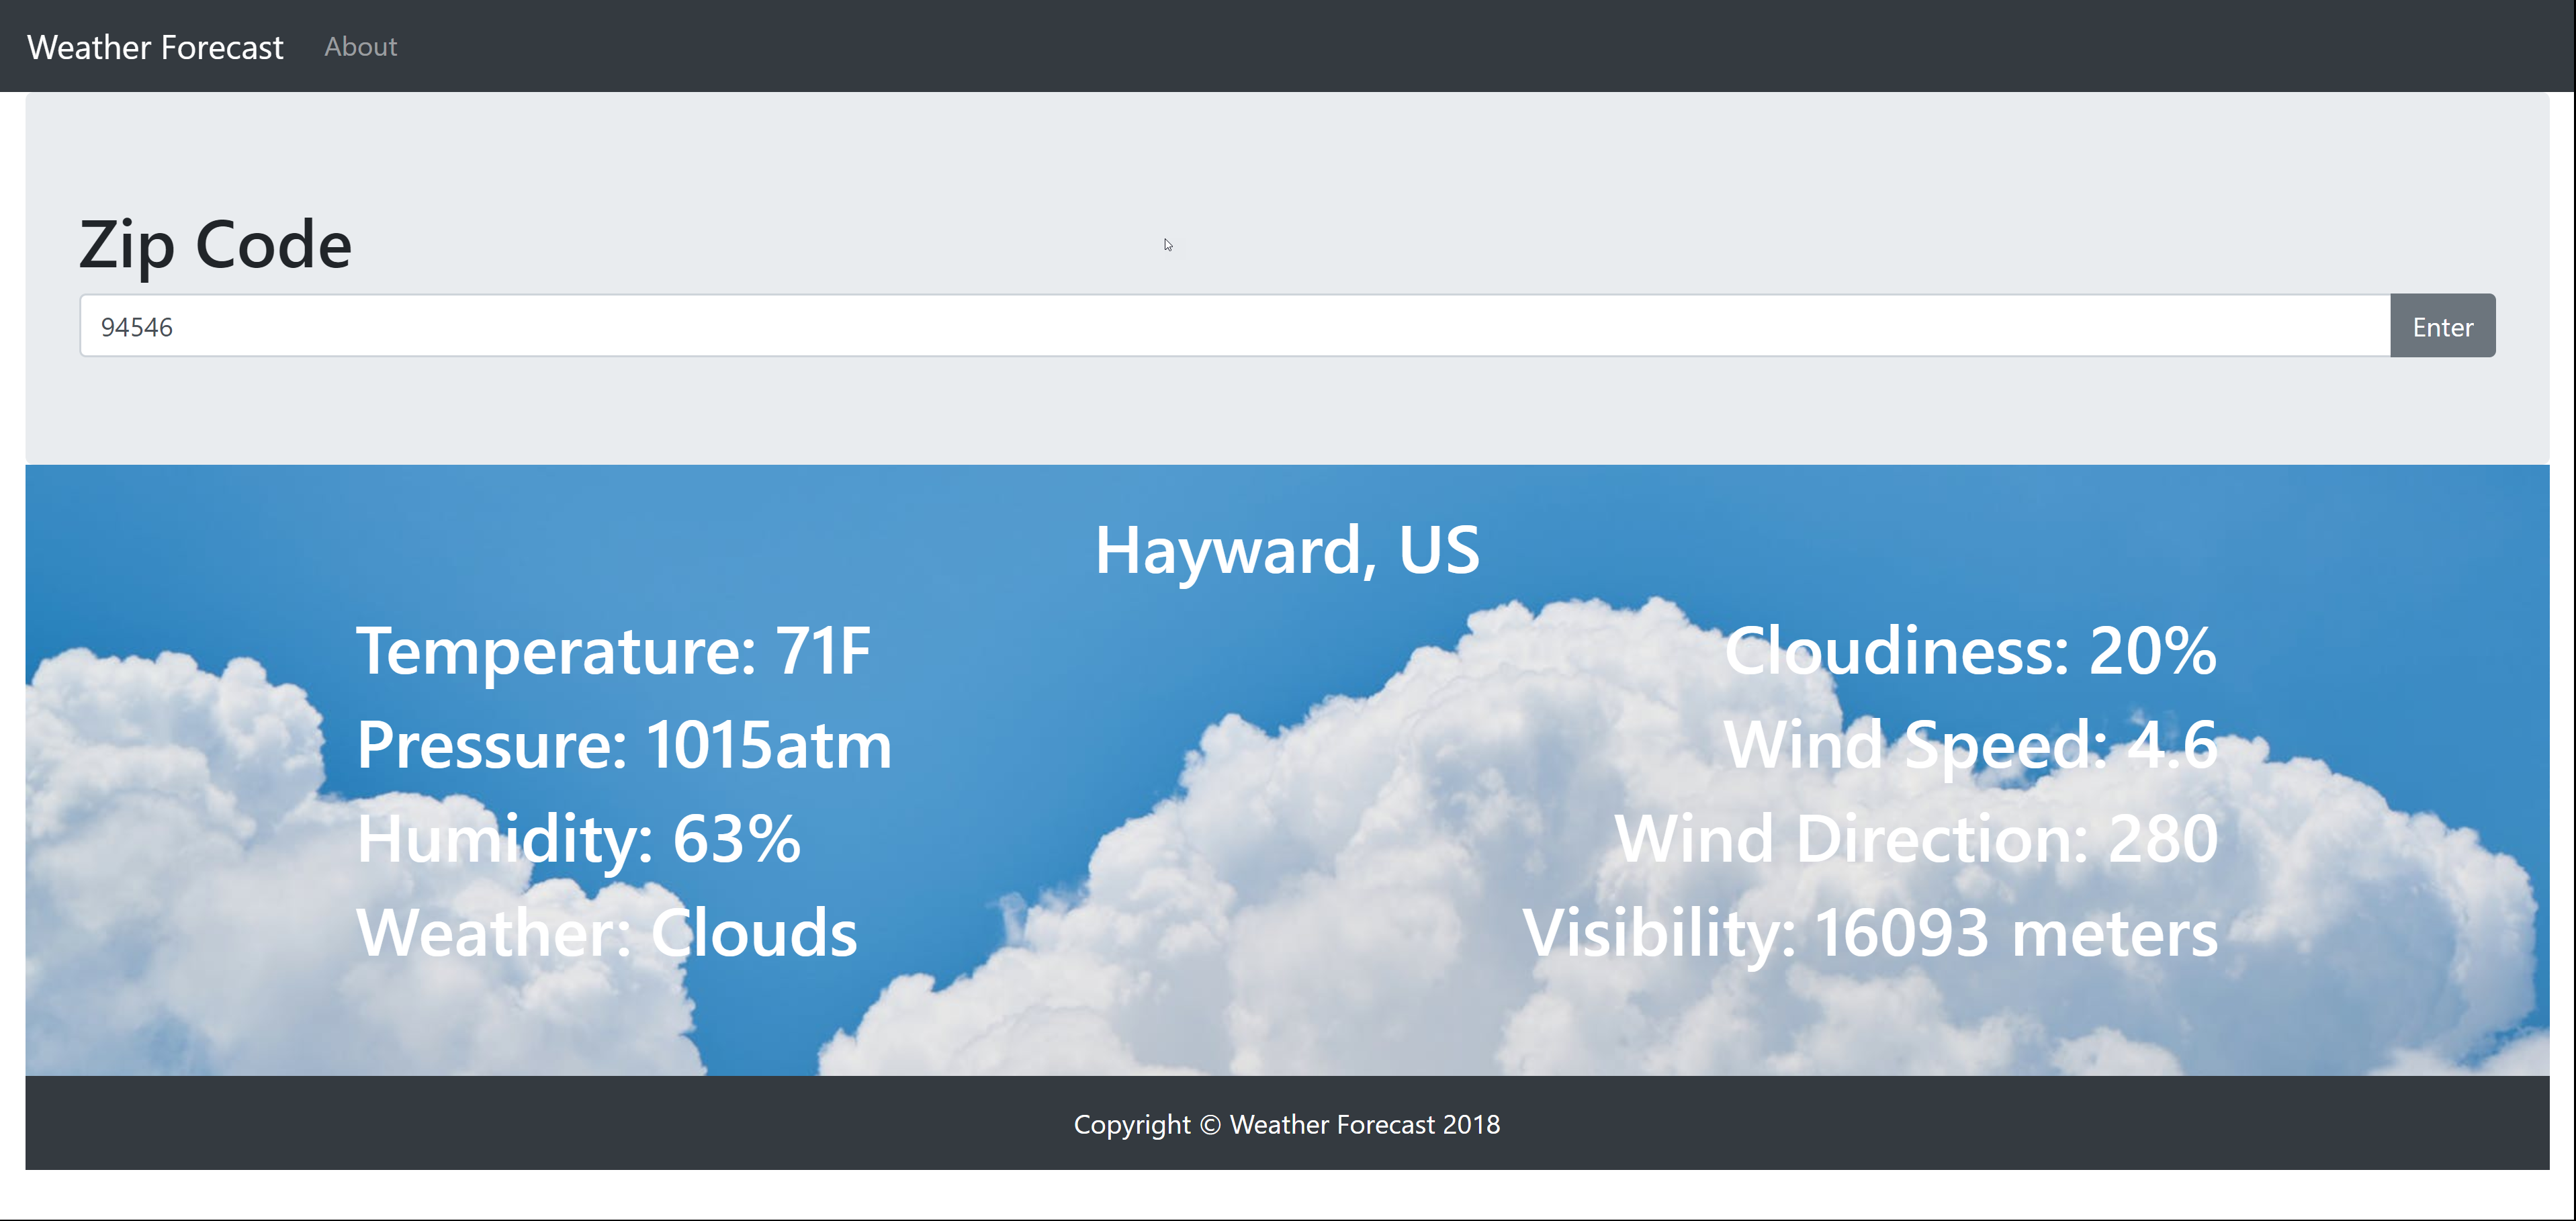 Weather Forecast About
Zip Code
94546 Enter
Hayward, US
Temperature: 71F
Pressure: 1015atm
Humidity: 63%
Weather: Clouds
Cloudiness: 20%
Wind Speed: 4.6
Wind Direction: 280
Visibility: 16093 meters
Copyright © Weather Forecast 2018